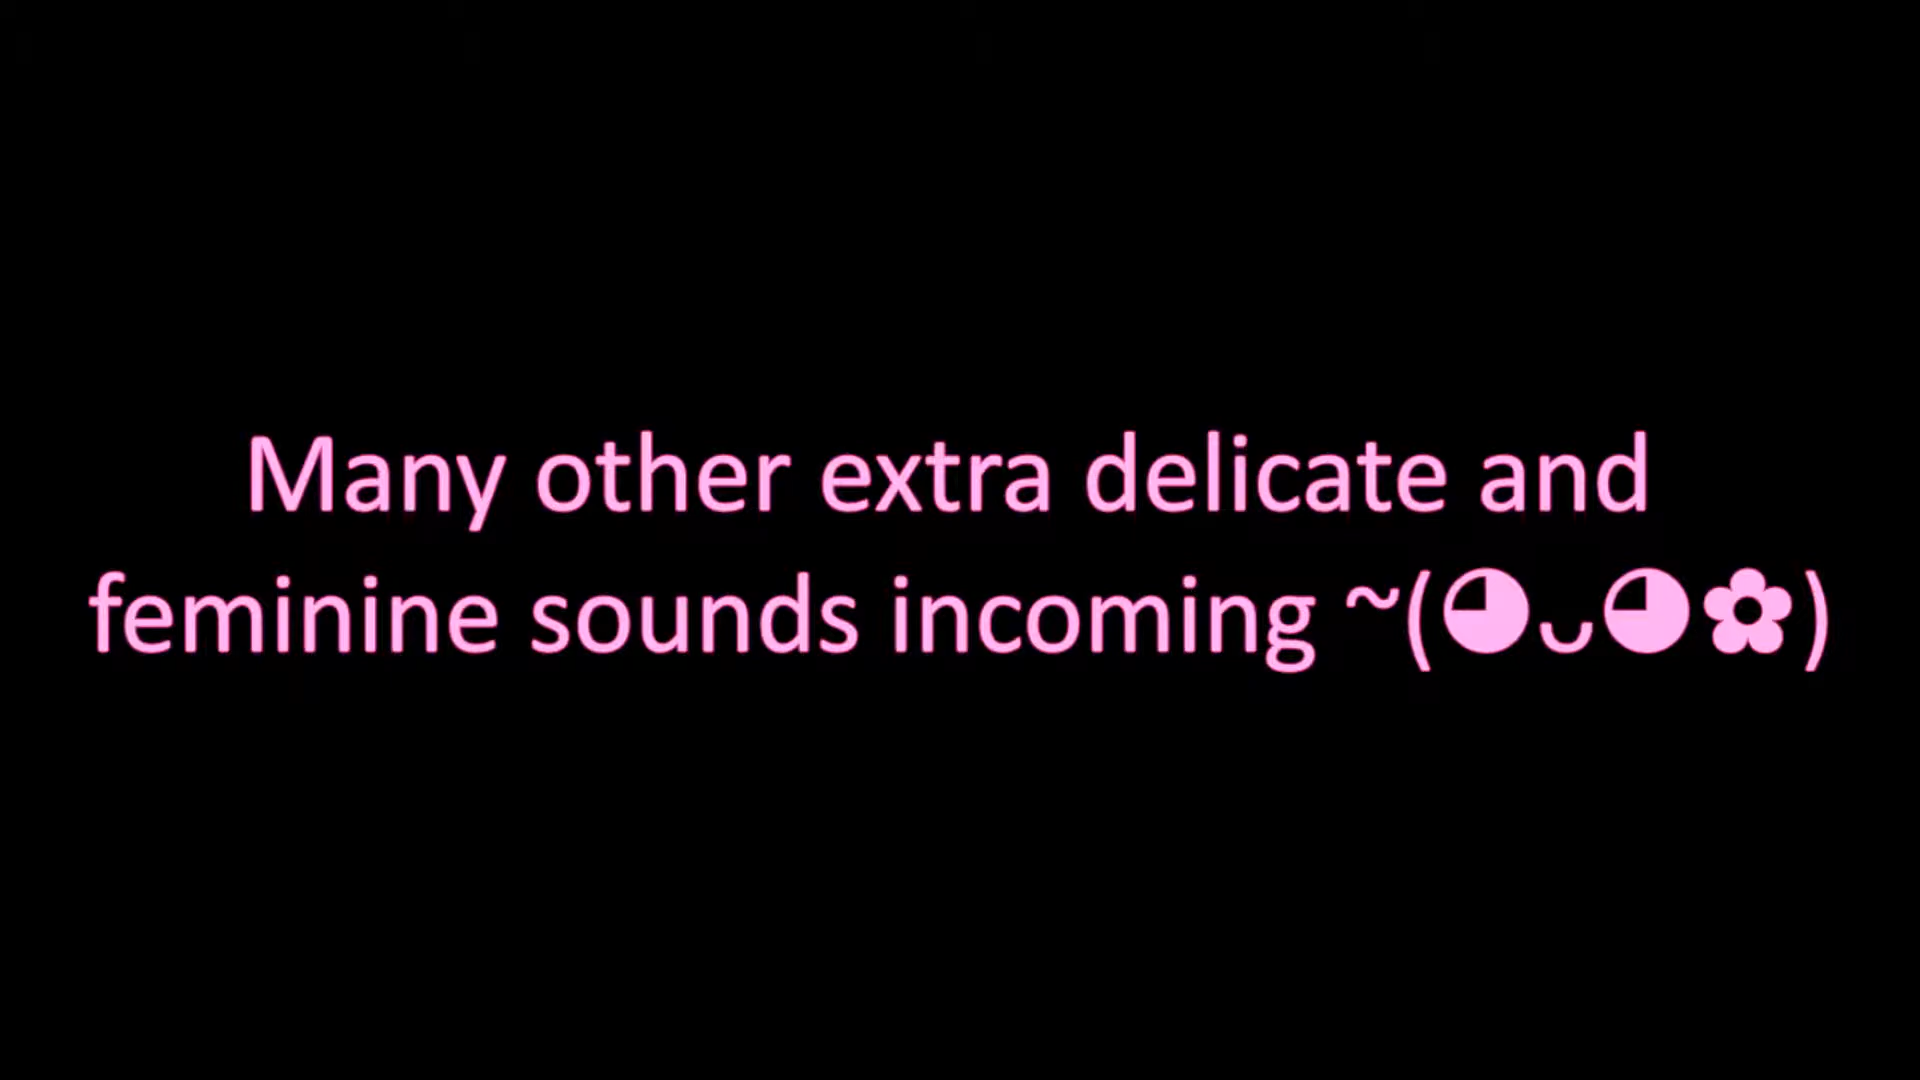 Many other extra delicate and
feminine sounds incoming ~(◕ᴗ◕✿)